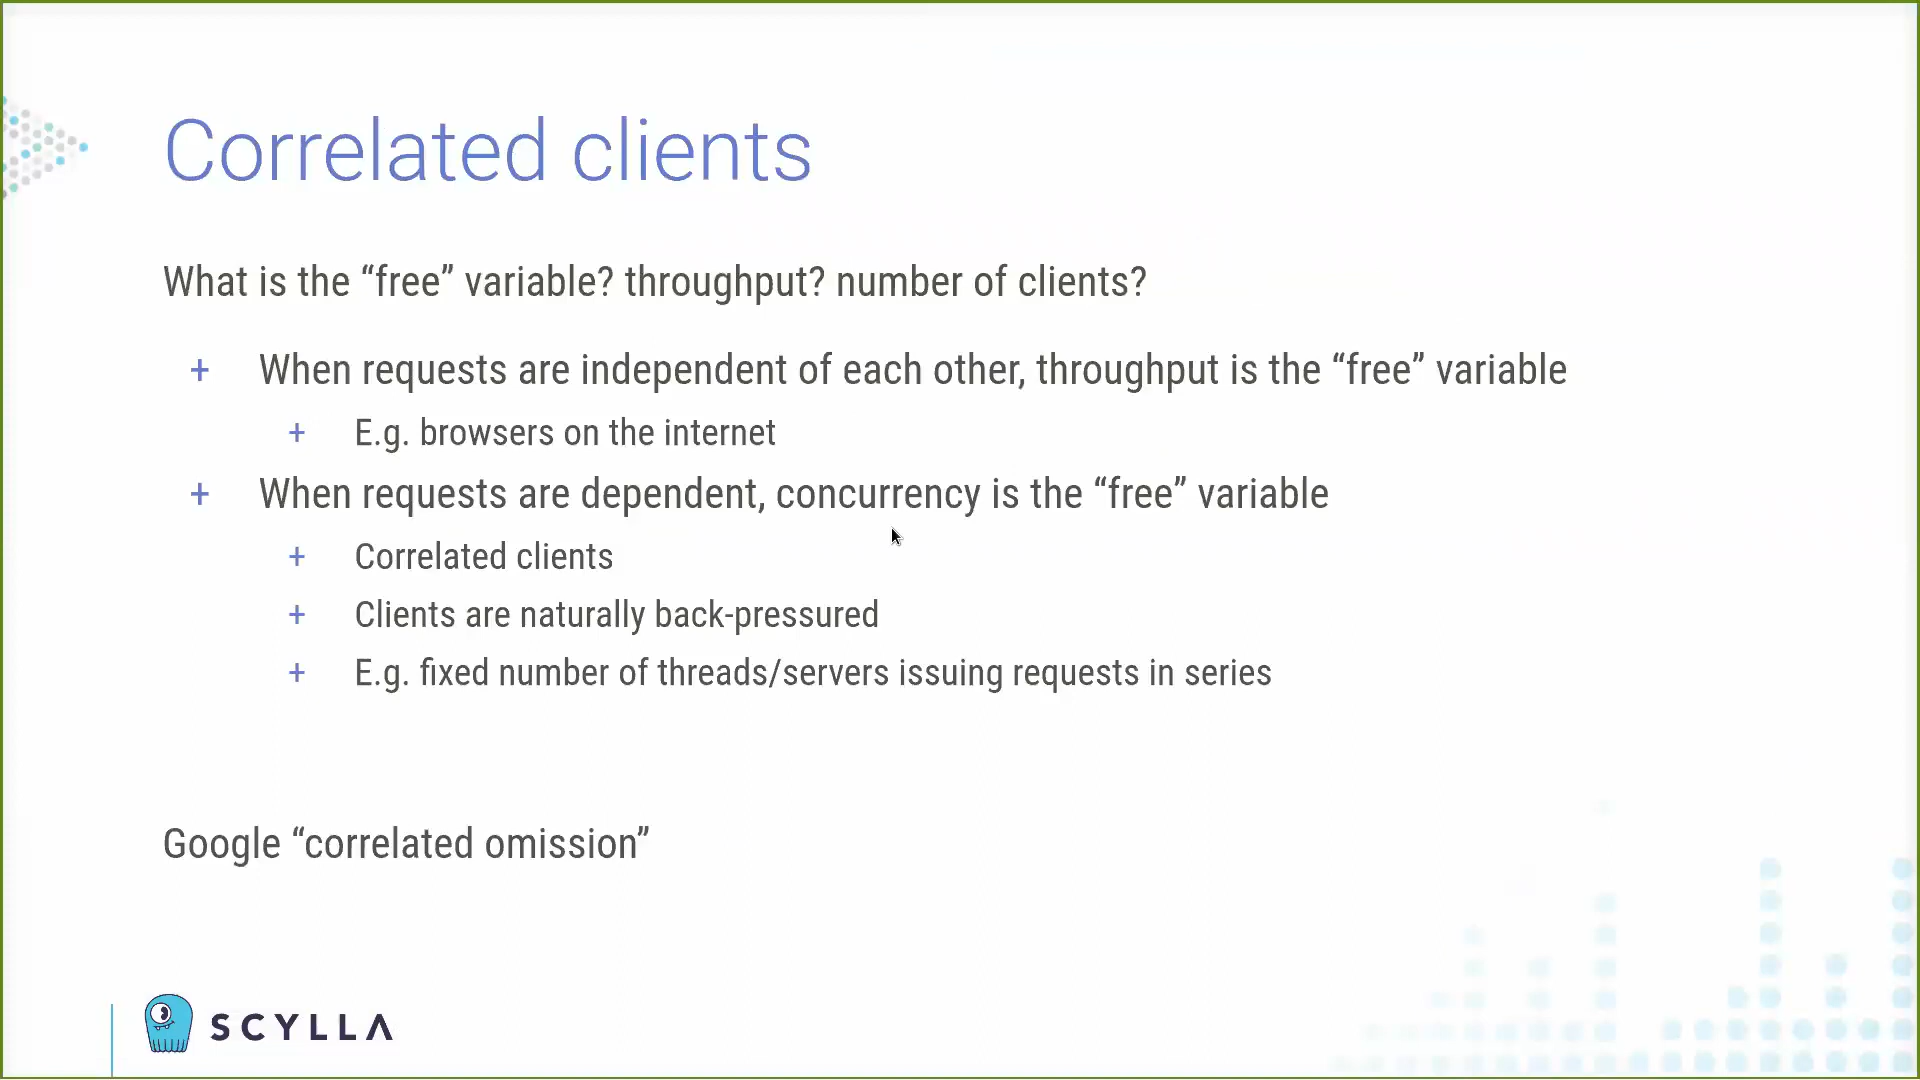 Correlated clients
What is the “free” variable? throughput? number of clients?
+ When requests are independent of each other, throughput is the “free” variable
+ E.g. browsers on the internet
+ When requests are dependent, concurrency is the “free” variable
+ Correlated clients
+ Clients are naturally back-pressured
+ E.g. fixed number of threads/servers issuing requests in series
Google “correlated omission”
SCYLLA